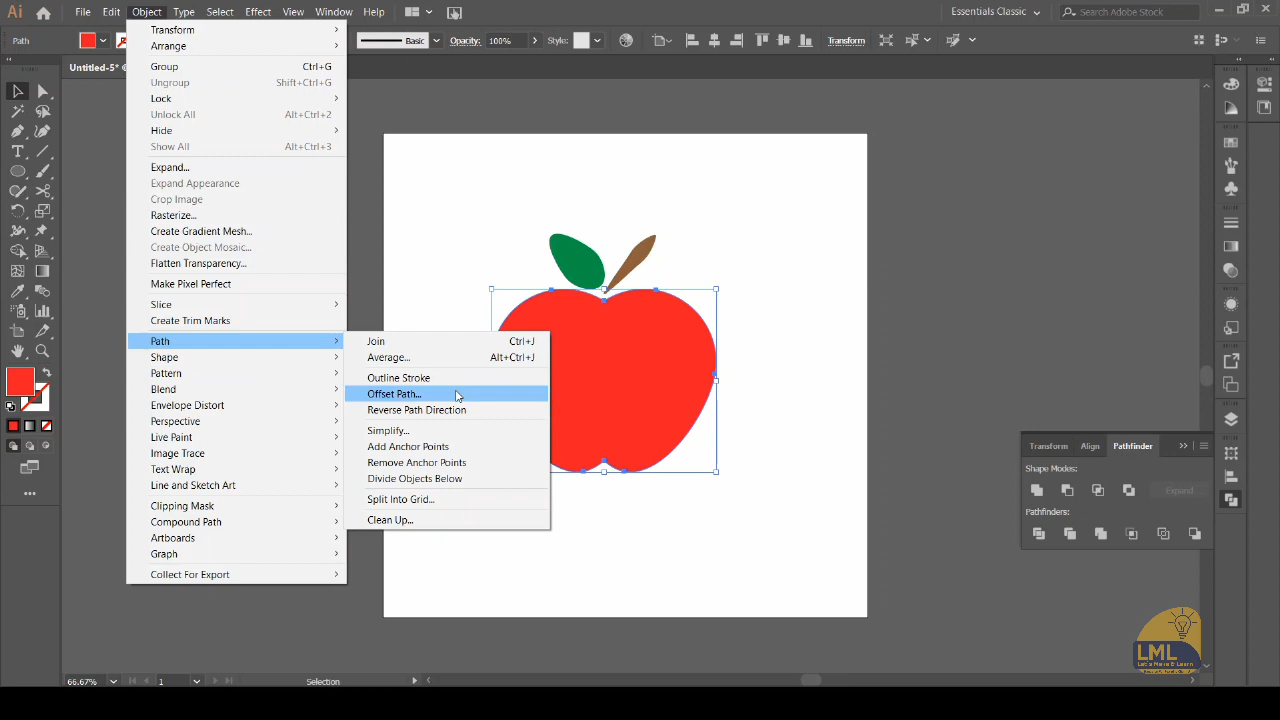 Ai File Edit Object Type Select Effect View Window Help Essentials Classic Search Adobe Stock
Path Basic Opacity: 100% Style: Transform
Untitled-5*
Transform
Arrange
Group Ctrl+G
Ungroup Shift+Ctrl+G
Lock
Unlock All Alt+Ctrl+2
Hide
Show All Alt+Ctrl+3
Expand...
Expand Appearance
Crop Image
Rasterize...
Create Gradient Mesh...
Create Object Mosaic...
Flatten Transparency...
Make Pixel Perfect
Slice
Create Trim Marks
Path
Shape
Pattern
Blend
Envelope Distort
Perspective
Live Paint
Image Trace
Text Wrap
Line and Sketch Art
Clipping Mask
Compound Path
Artboards
Graph
Collect For Export
Join Ctrl+J
Average... Alt+Ctrl+J
Outline Stroke
Offset Path...
Reverse Path Direction
Simplify...
Add Anchor Points
Remove Anchor Points
Divide Objects Below
Split Into Grid...
Clean Up...
Transform Align Pathfinder
Shape Modes:
Expand
Pathfinders:
LML
Let's Make & Learn
66.67% 1 Selection